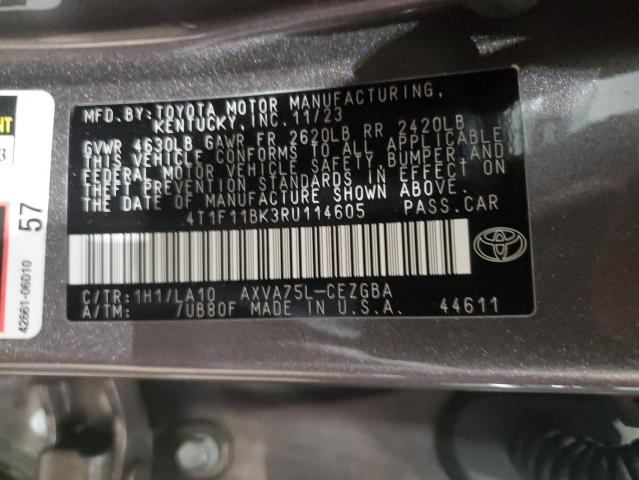 MFD. BY: TOYOTA MOTOR MANUFACTURING,
KENTUCKY, INC. 11/23
GVWR 4630LB GAWR FR 2620LB RR 2420LB
THIS VEHICLE CONFORMS TO ALL APPLICABLE
FEDERAL MOTOR VEHICLE SAFETY, BUMPER, AND
THEFT PREVENTION STANDARDS IN EFFECT ON
THE DATE OF MANUFACTURE SHOWN ABOVE.
4T1F11BK3RU114605 PASS.CAR
C/TR: 1H1/LA10 AXVA75L-CEZGBA
A/TM: 7UB80F MADE IN U.S.A. 44611
57
42661-06D10